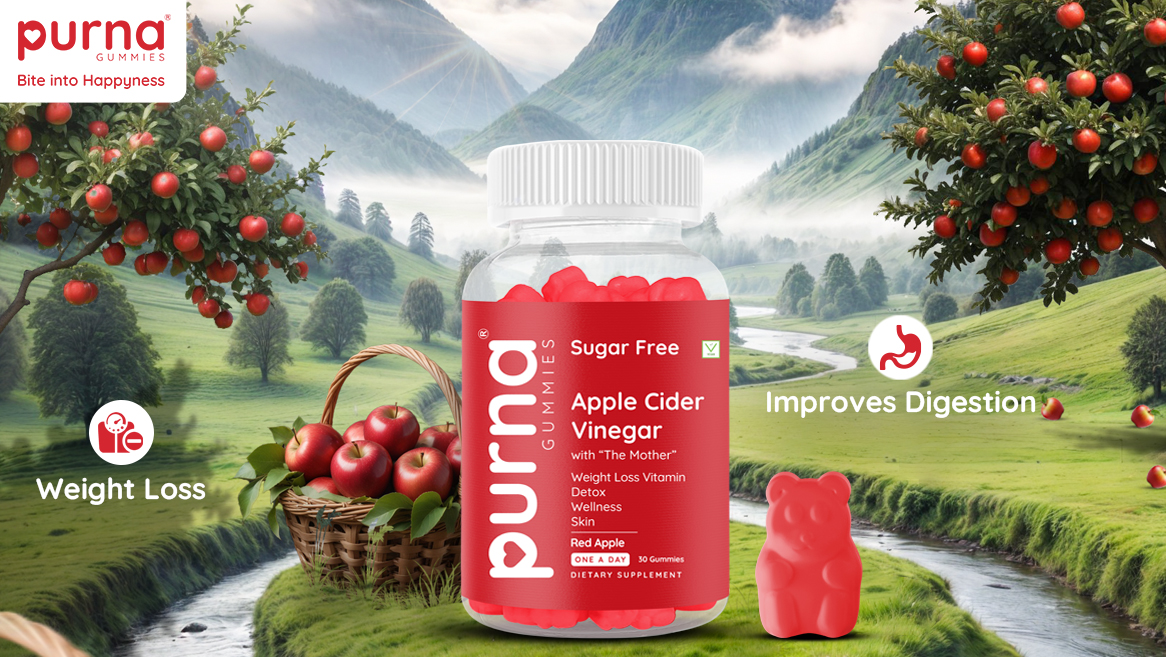 purna®
GUMMIES
Bite into Happyness
purna®
GUMMIES
Sugar Free
Apple Cider
Vinegar
with "The Mother"
Weight Loss Vitamin
Detox
Wellness
Skin
Red Apple
ONE A DAY 30 Gummies
DIETARY SUPPLEMENT
Weight Loss
Improves Digestion